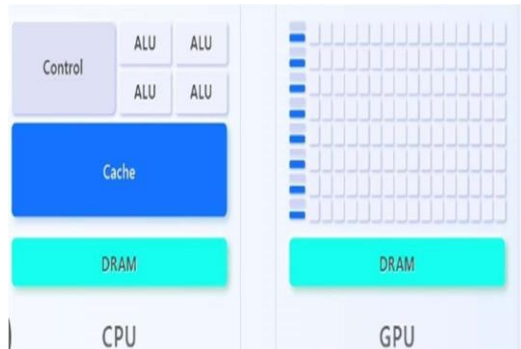 Control
ALU ALU
ALU ALU
Cache
DRAM
CPU
DRAM
GPU